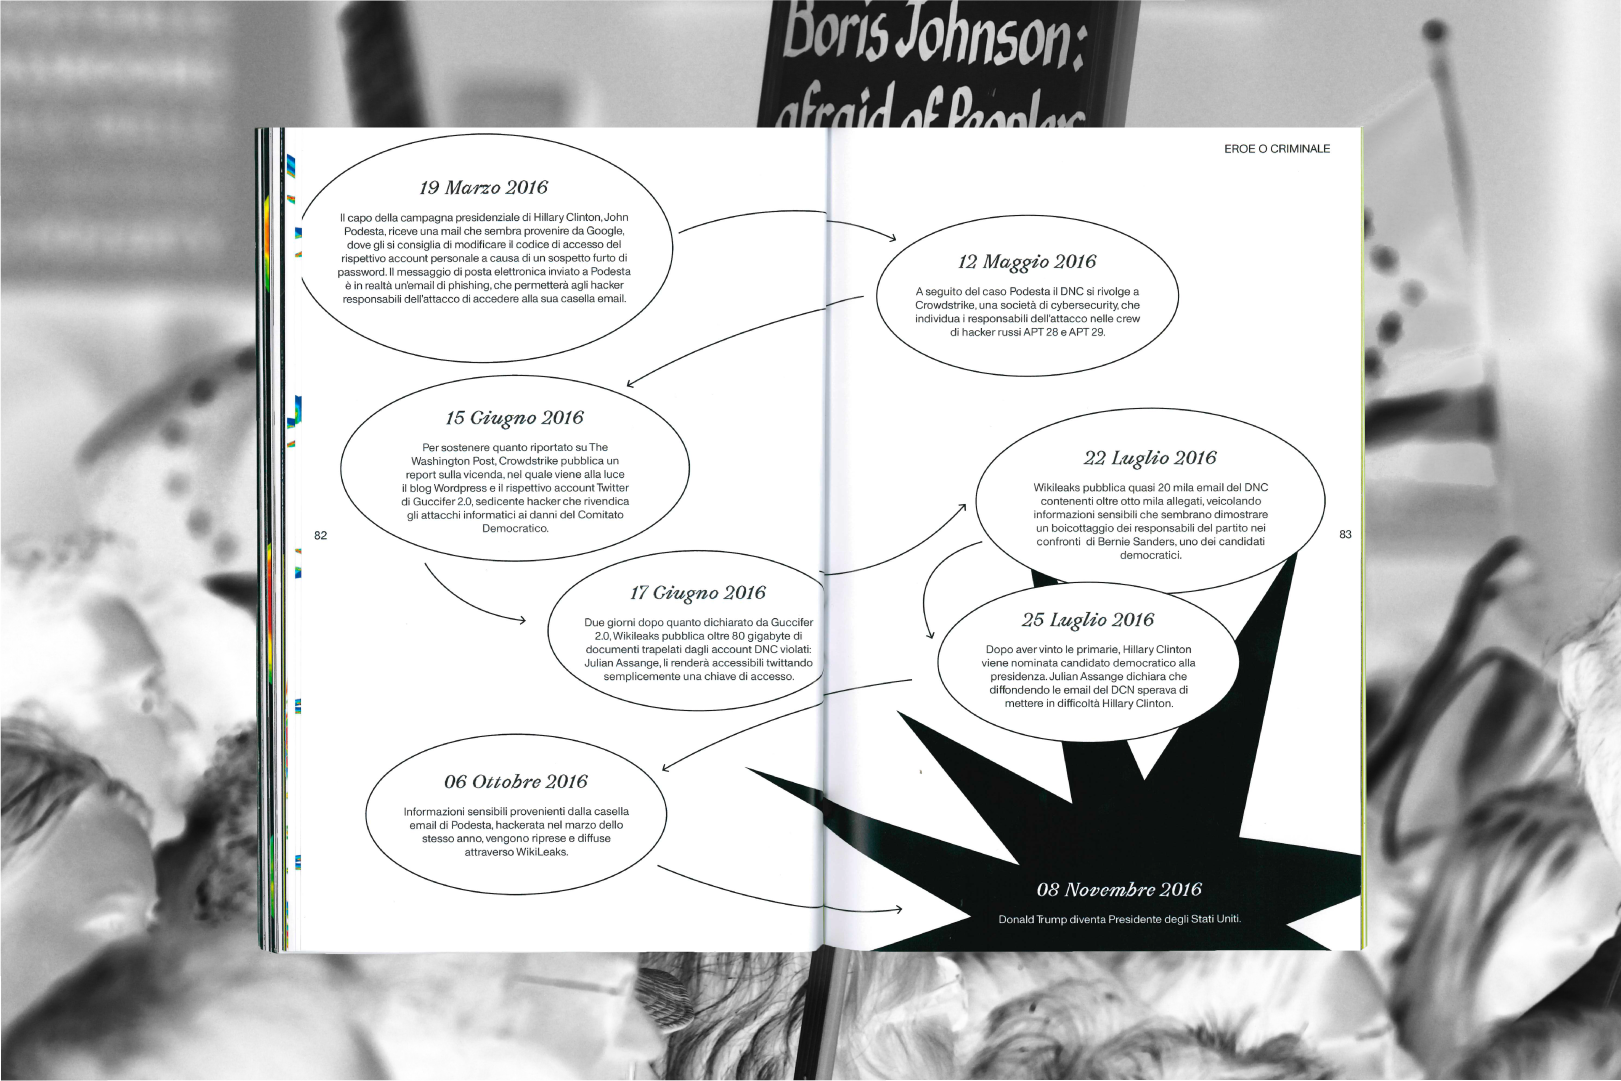 Boris Johnson:
afraid of People's
EROE O CRIMINALE
19 Marzo 2016
Il capo della campagna presidenziale di Hillary Clinton, John
Podesta, riceve una mail che sembra provenire da Google,
dove gli si consiglia di modificare il codice di accesso del
rispettivo account personale a causa di un sospetto furto di
password. Il messaggio di posta elettronica inviato a Podesta
è in realtà un'email di phishing, che permetterà agli hacker
responsabili dell'attacco di accedere alla sua casella email.
12 Maggio 2016
A seguito del caso Podesta il DNC si rivolge a
Crowdstrike, una società di cybersecurity, che
individua i responsabili dell'attacco nelle crew
di hacker russi APT 28 e APT 29.
15 Giugno 2016
Per sostenere quanto riportato su The
Washington Post, Crowdstrike pubblica un
report sulla vicenda, nel quale viene alla luce
il blog Wordpress e il rispettivo account Twitter
di Guccifer 2.0, sedicente hacker che rivendica
gli attacchi informatici ai danni del Comitato
Democratico.
82
17 Giugno 2016
Due giorni dopo quanto dichiarato da Guccifer
2.0, Wikileaks pubblica oltre 80 gigabyte di
documenti trapelati dagli account DNC violati:
Julian Assange, li renderà accessibili twittando
semplicemente una chiave di accesso.
22 Luglio 2016
Wikileaks pubblica quasi 20 mila email del DNC
contenenti oltre otto mila allegati, veicolando
informazioni sensibili che sembrano dimostrare
un boicottaggio dei responsabili del partito nei
confronti di Bernie Sanders, uno dei candidati
democratici.
83
25 Luglio 2016
Dopo aver vinto le primarie, Hillary Clinton
viene nominata candidato democratico alla
presidenza. Julian Assange dichiara che
diffondendo le email del DCN sperava di
mettere in difficoltà Hillary Clinton.
06 Ottobre 2016
Informazioni sensibili provenienti dalla casella
email di Podesta, hackerata nel marzo dello
stesso anno, vengono riprese e diffuse
attraverso WikiLeaks.
08 Novembre 2016
Donald Trump diventa Presidente degli Stati Uniti.